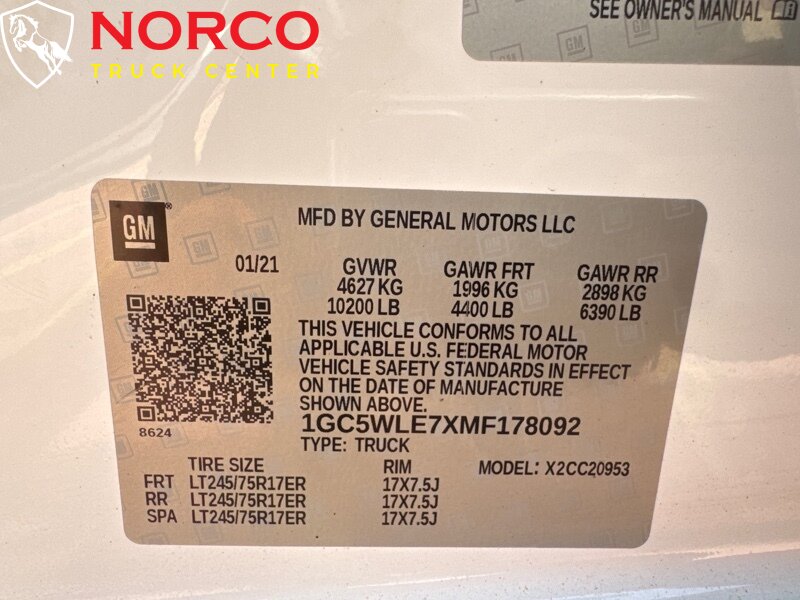 NORCO
TRUCK CENTER
SEE OWNER'S MANUAL
GM
GM
MFD BY GENERAL MOTORS LLC
01/21 GVWR GAWR FRT GAWR RR
4627 KG 1996 KG 2898 KG
10200 LB 4400 LB 6390 LB
THIS VEHICLE CONFORMS TO ALL
APPLICABLE U.S. FEDERAL MOTOR
VEHICLE SAFETY STANDARDS IN EFFECT
ON THE DATE OF MANUFACTURE
SHOWN ABOVE.
8624
1GC5WLE7XMF178092
TYPE: TRUCK
TIRE SIZE RIM MODEL: X2CC20953
FRT LT245/75R17ER 17X7.5J
RR LT245/75R17ER 17X7.5J
SPA LT245/75R17ER 17X7.5J